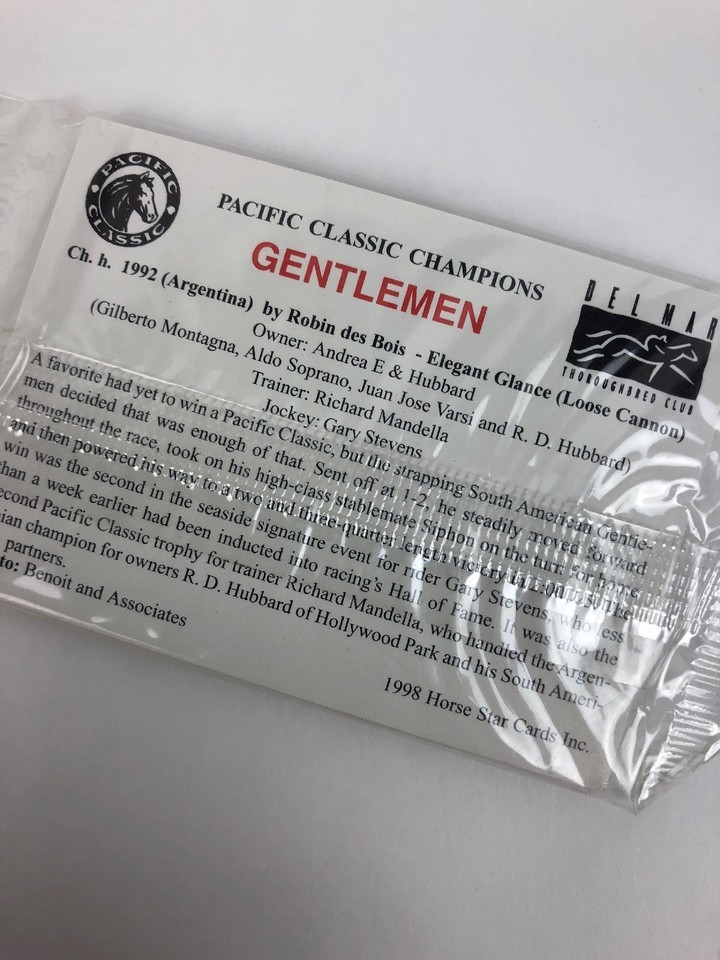 PACIFIC
CLASSIC
PACIFIC CLASSIC CHAMPIONS
GENTLEMEN
DEL MAR
THOROUGHBRED CLUB
Ch. h. 1992 (Argentina) by Robin des Bois - Elegant Glance (Loose Cannon)
Owner: Andrea E & Hubbard
(Gilberto Montagna, Aldo Soprano, Juan Jose Varsi and R. D. Hubbard)
Trainer: Richard Mandella
Jockey: Gary Stevens
A favorite had yet to win a Pacific Classic, but the strapping South American Gentle-
men decided that was enough of that. Sent off at 1-2, he steadily moved forward
throughout the race, took on his high-class stablemate Siphon on the turn for home
and then powered his way to a two and three-quarter length victory in The
win was the second in the seaside signature event for rider Gary Stevens, who less
than a week earlier had been inducted into racing's Hall of Fame. It was also the
second Pacific Classic trophy for trainer Richard Mandella, who handled the Argen-
ian champion for owners R. D. Hubbard of Hollywood Park and his South Ameri-
partners.
to: Benoit and Associates
1998 Horse Star Cards Inc.